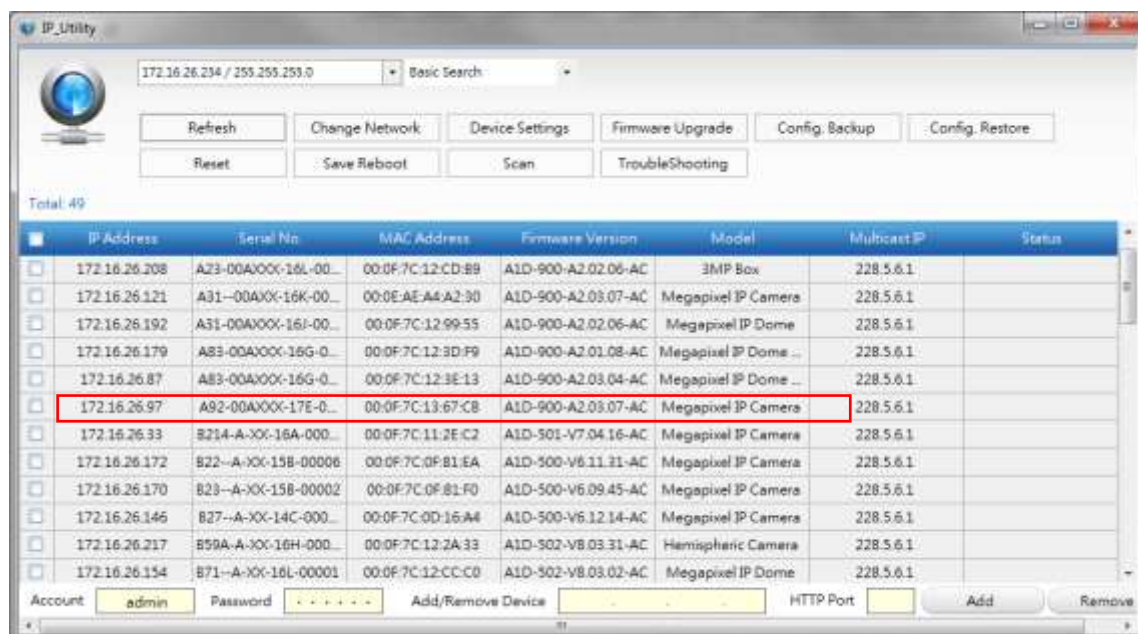 IP_Utility
172.16.26.234 / 255.255.255.0 Basic Search
Refresh Change Network Device Settings Firmware Upgrade Config. Backup Config. Restore
Reset Save Reboot Scan TroubleShooting
Total: 49
IP Address Serial No. MAC Address Firmware Version Model Multicast IP Status
172.16.26.208 A23-00AXXX-16L-00... 00:0F:7C:12:CD:B9 A1D-900-A2.02.06-AC 3MP Box 228.5.6.1
172.16.26.121 A31--00AXX-16K-00... 00:0E:AE:A4:A2:30 A1D-900-A2.03.07-AC Megapixel IP Camera 228.5.6.1
172.16.26.192 A31-00AXXX-16J-00... 00:0F:7C:12:99:55 A1D-900-A2.02.06-AC Megapixel IP Dome 228.5.6.1
172.16.26.179 A83-00AXXX-16G-0... 00:0F:7C:12:3D:F9 A1D-900-A2.01.08-AC Megapixel IP Dome ... 228.5.6.1
172.16.26.87 A83-00AXXX-16G-0... 00:0F:7C:12:3E:13 A1D-900-A2.03.04-AC Megapixel IP Dome ... 228.5.6.1
172.16.26.97 A92-00AXXX-17E-0... 00:0F:7C:13:67:C8 A1D-900-A2.03.07-AC Megapixel IP Camera 228.5.6.1
172.16.26.33 B214-A-XX-16A-000... 00:0F:7C:11:2E:C2 A1D-501-V7.04.16-AC Megapixel IP Camera 228.5.6.1
172.16.26.172 B22--A-XX-15B-00006 00:0F:7C:0F:81:EA A1D-500-V6.11.31-AC Megapixel IP Camera 228.5.6.1
172.16.26.170 B23--A-XX-15B-00002 00:0F:7C:0F:81:F0 A1D-500-V6.09.45-AC Megapixel IP Camera 228.5.6.1
172.16.26.146 B27--A-XX-14C-000... 00:0F:7C:0D:16:A4 A1D-500-V6.12.14-AC Megapixel IP Camera 228.5.6.1
172.16.26.217 B59A-A-XX-16H-000... 00:0F:7C:12:2A:33 A1D-502-V8.03.31-AC Hemispheric Camera 228.5.6.1
172.16.26.154 B71--A-XX-16L-00001 00:0F:7C:12:CC:C0 A1D-502-V8.03.02-AC Megapixel IP Dome 228.5.6.1
Account admin Password Add/Remove Device HTTP Port Add Remove